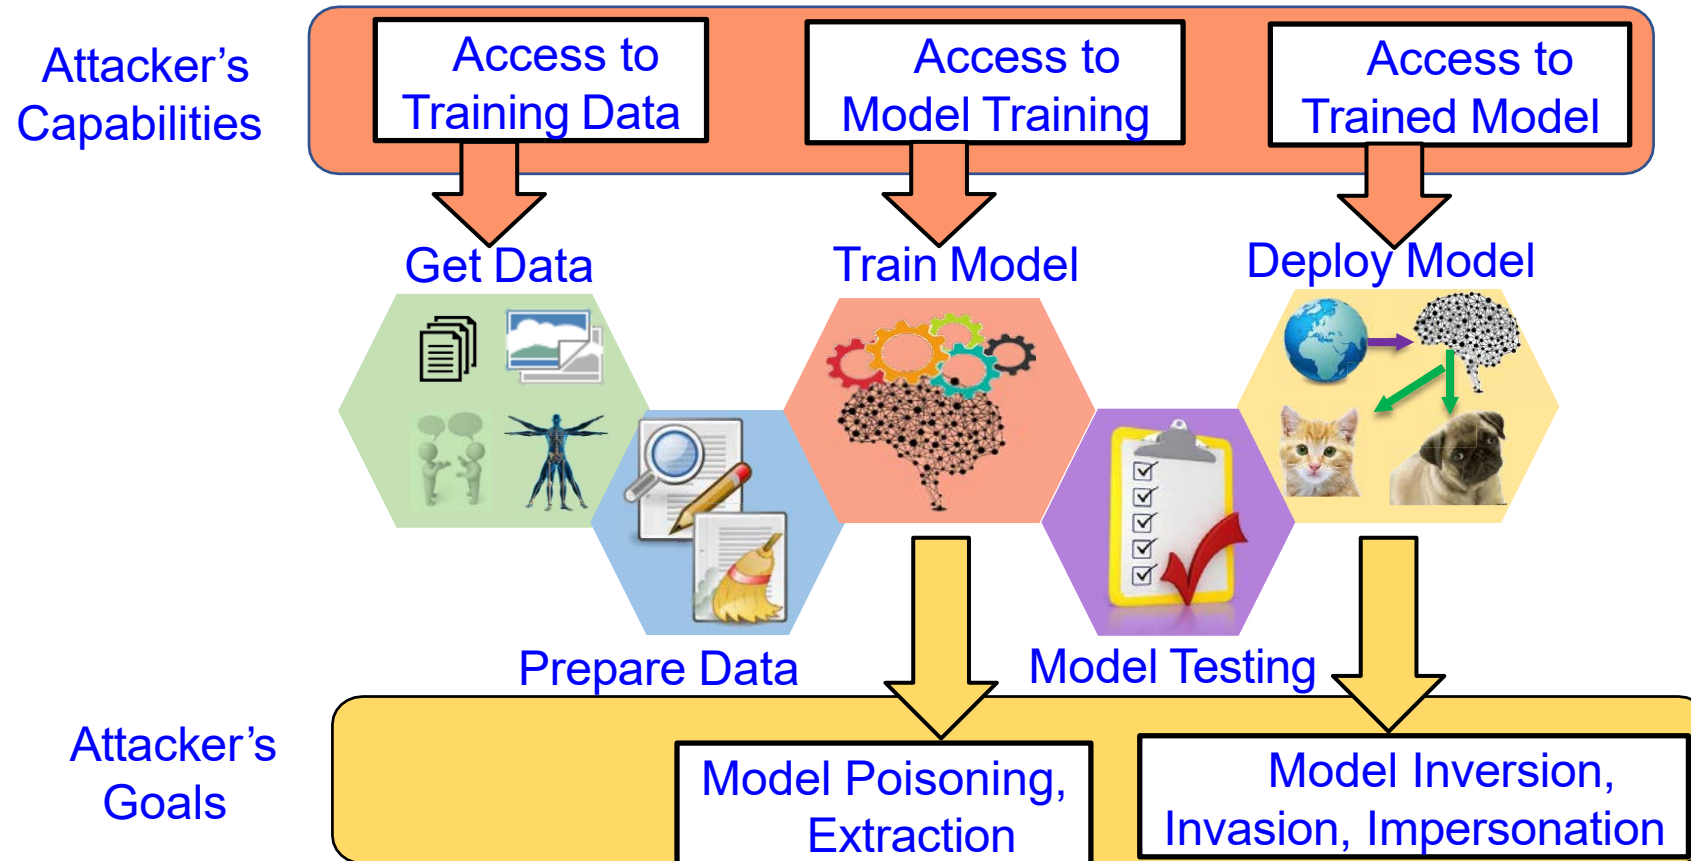 Attacker's
Capabilities
Access to
Training Data
Access to
Model Training
Access to
Trained Model
Get Data
Train Model
Deploy Model
Prepare Data
Model Testing
Attacker's
Goals
Model Poisoning,
Extraction
Model Inversion,
Invasion, Impersonation